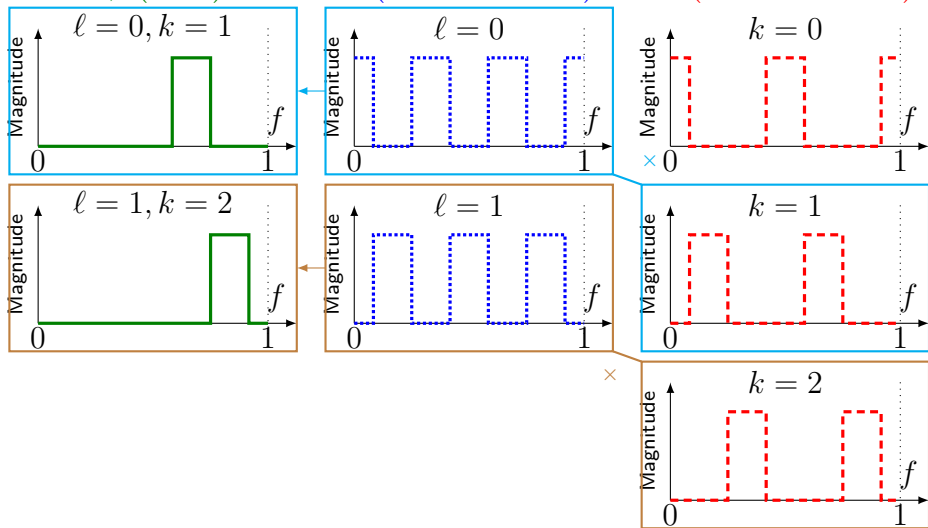 ℓ = 0, k = 1
Magnitude
f
0
1
ℓ = 0
Magnitude
f
0
1
k = 0
Magnitude
f
0
1
×
ℓ = 1, k = 2
Magnitude
f
0
1
ℓ = 1
Magnitude
f
0
1
k = 1
Magnitude
f
0
1
×
k = 2
Magnitude
f
0
1